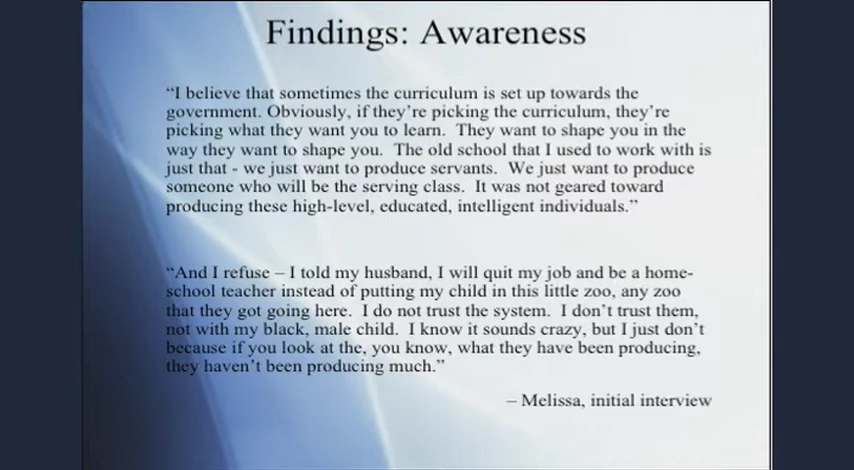 Findings: Awareness
“I believe that sometimes the curriculum is set up towards the
government. Obviously, if they’re picking the curriculum, they’re
picking what they want you to learn.  They want to shape you in the
way they want to shape you.  The old school that I used to work with is
just that - we just want to produce servants.  We just want to produce
someone who will be the serving class.  It was not geared toward
producing these high-level, educated, intelligent individuals.”
“And I refuse – I told my husband, I will quit my job and be a home-
school teacher instead of putting my child in this little zoo, any zoo
that they got going here.  I do not trust the system.  I don’t trust them,
not with my black, male child.  I know it sounds crazy, but I just don’t
because if you look at the, you know, what they have been producing,
they haven’t been producing much.”
– Melissa, initial interview